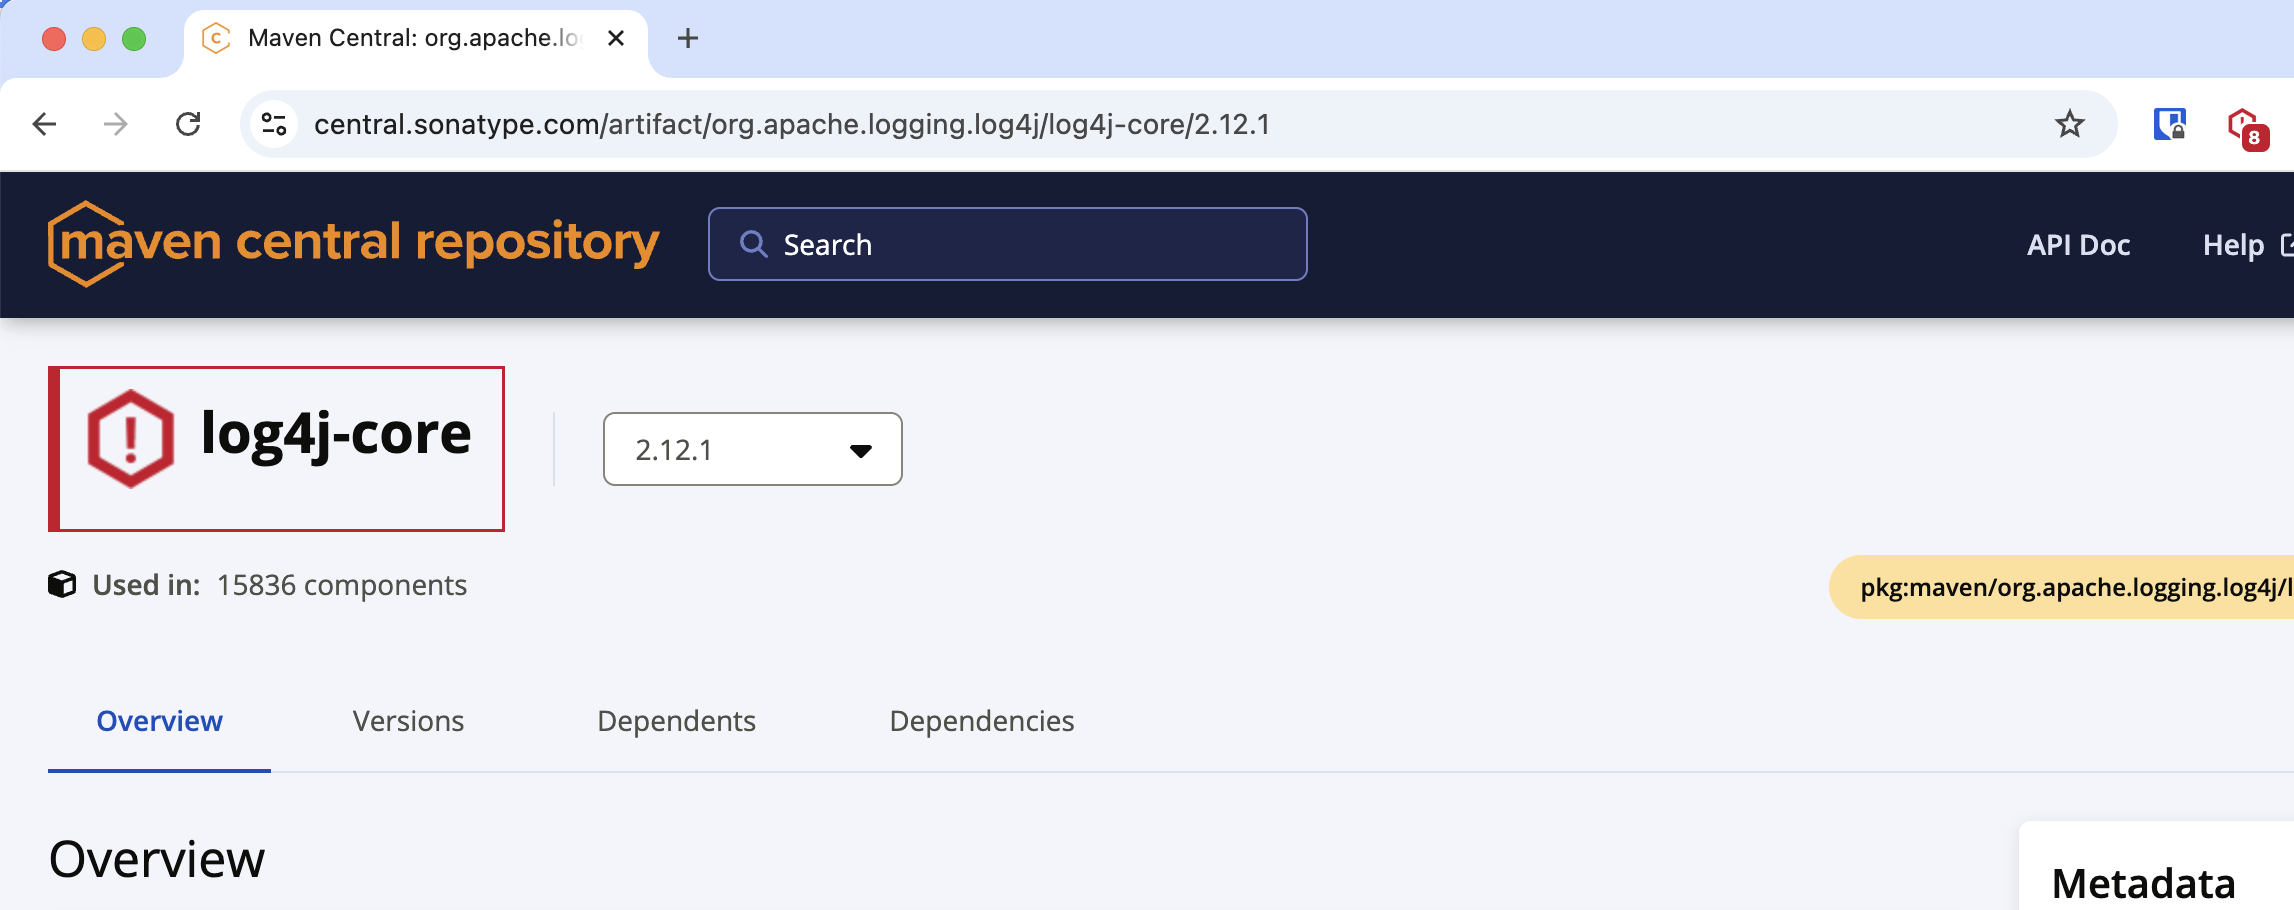 Maven Central: org.apache.lo
central.sonatype.com/artifact/org.apache.logging.log4j/log4j-core/2.12.1
8
maven central repository
Search
API Doc
Help
log4j-core
2.12.1
Used in: 15836 components
pkg:maven/org.apache.logging.log4j/l
Overview
Versions
Dependents
Dependencies
Overview
Metadata